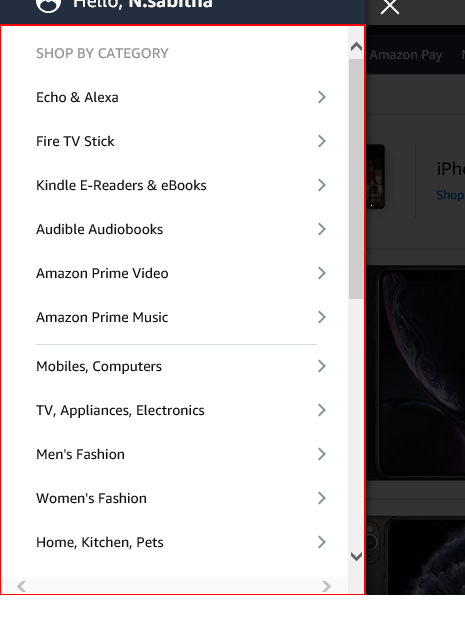 Hello, N.sabitha
SHOP BY CATEGORY
Echo & Alexa
Fire TV Stick
Kindle E-Readers & eBooks
Audible Audiobooks
Amazon Prime Video
Amazon Prime Music
Mobiles, Computers
TV, Appliances, Electronics
Men's Fashion
Women's Fashion
Home, Kitchen, Pets
Amazon Pay
Shop